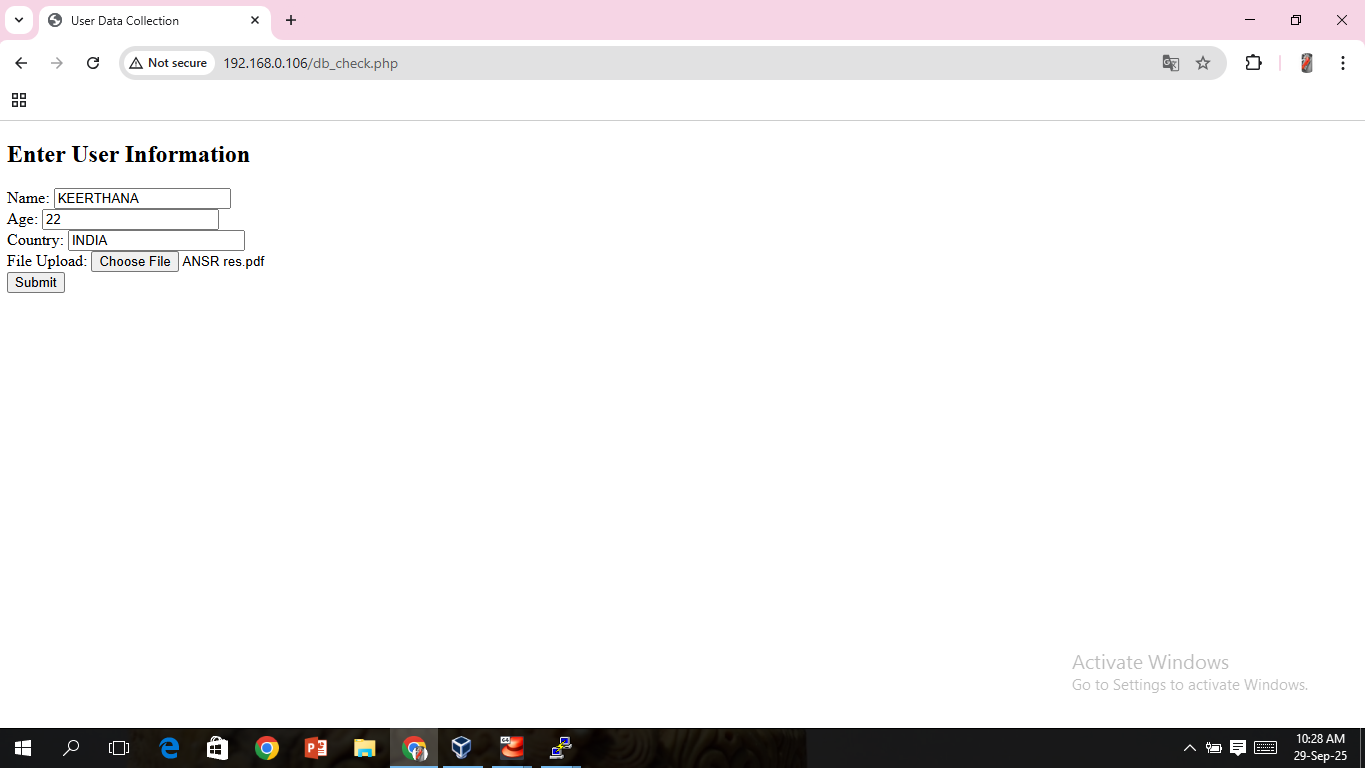 User Data Collection
Not secure 192.168.0.106/db_check.php
Enter User Information
Name: KEERTHANA
Age: 22
Country: INDIA
File Upload: Choose File ANSR res.pdf
Submit
Activate Windows
Go to Settings to activate Windows.
10:28 AM
29-Sep-25